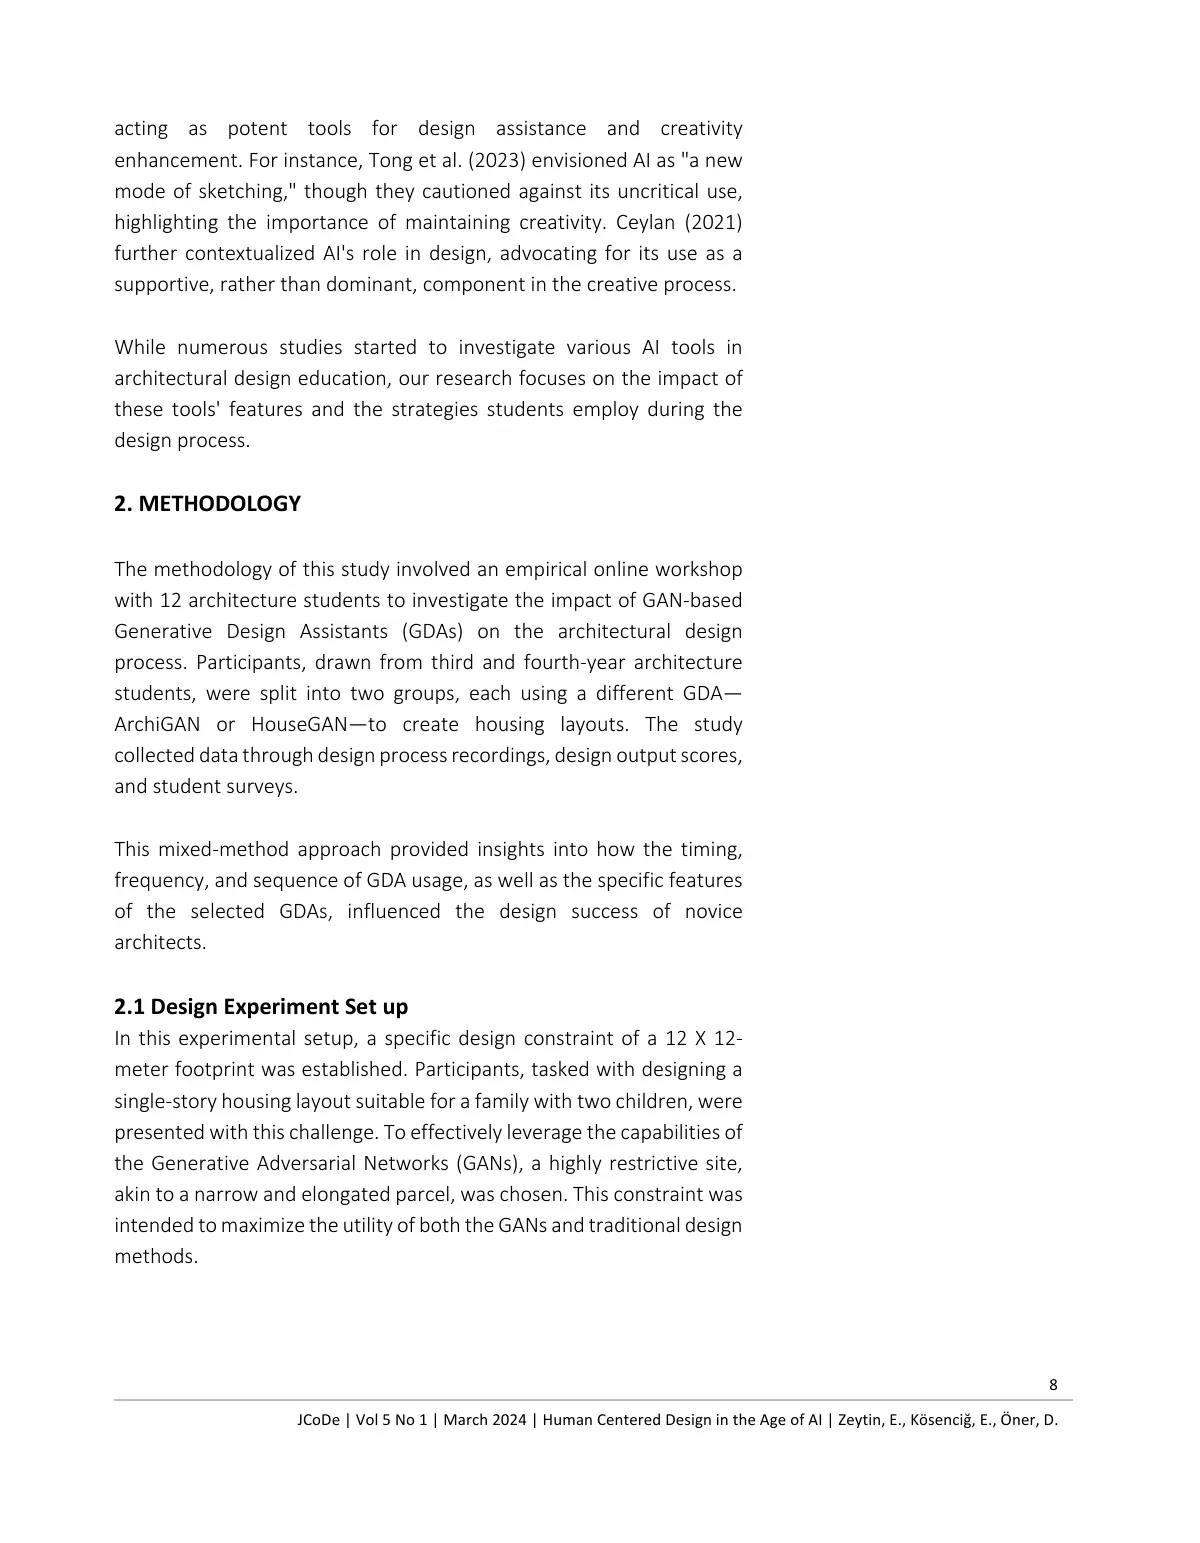 acting as potent tools for design assistance and creativity
enhancement. For instance, Tong et al. (2023) envisioned AI as "a new
mode of sketching," though they cautioned against its uncritical use,
highlighting the importance of maintaining creativity. Ceylan (2021)
further contextualized AI's role in design, advocating for its use as a
supportive, rather than dominant, component in the creative process.
While numerous studies started to investigate various AI tools in
architectural design education, our research focuses on the impact of
these tools' features and the strategies students employ during the
design process.
2. METHODOLOGY
The methodology of this study involved an empirical online workshop
with 12 architecture students to investigate the impact of GAN-based
Generative Design Assistants (GDAs) on the architectural design
process. Participants, drawn from third and fourth-year architecture
students, were split into two groups, each using a different GDA—
ArchiGAN or HouseGAN—to create housing layouts. The study
collected data through design process recordings, design output scores,
and student surveys.
This mixed-method approach provided insights into how the timing,
frequency, and sequence of GDA usage, as well as the specific features
of the selected GDAs, influenced the design success of novice
architects.
2.1 Design Experiment Set up
In this experimental setup, a specific design constraint of a 12 X 12-
meter footprint was established. Participants, tasked with designing a
single-story housing layout suitable for a family with two children, were
presented with this challenge. To effectively leverage the capabilities of
the Generative Adversarial Networks (GANs), a highly restrictive site,
akin to a narrow and elongated parcel, was chosen. This constraint was
intended to maximize the utility of both the GANs and traditional design
methods.
8
JCoDe | Vol 5 No 1 | March 2024 | Human Centered Design in the Age of AI | Zeytin, E., Kösenciğ, E., Öner, D.